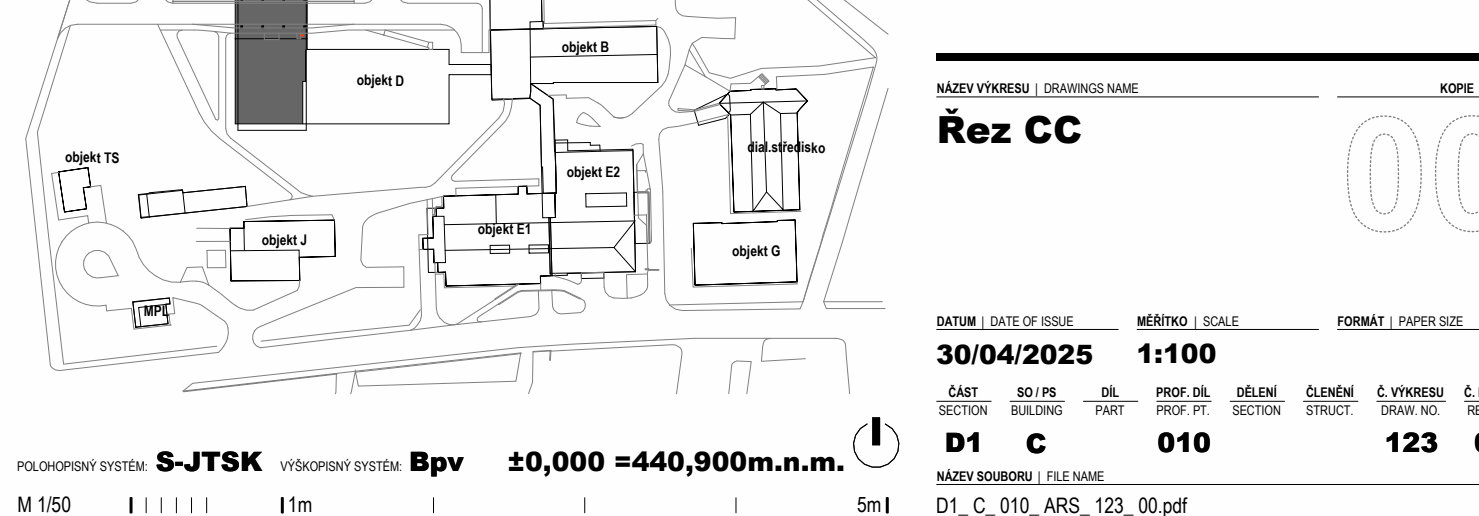 objekt B
objekt D
dial.středisko
objekt TS
objekt E2
objekt E1
objekt J
objekt G
MPL
POLOHOPISNÝ SYSTÉM: S-JTSK VÝŠKOPISNÝ SYSTÉM: Bpv ±0,000 =440,900m.n.m.
M 1/50 1m 5m
NÁZEV VÝKRESU | DRAWINGS NAME KOPIE
Řez CC
00
DATUM | DATE OF ISSUE MĚŘÍTKO | SCALE FORMÁT | PAPER SIZE
30/04/2025 1:100
ČÁST SO / PS DÍL PROF. DÍL DĚLENÍ ČLENĚNÍ Č. VÝKRESU Č.
SECTION BUILDING PART PROF. PT. SECTION STRUCT. DRAW. NO.
D1 C 010 123
NÁZEV SOUBORU | FILE NAME
D1_ C_ 010_ ARS_ 123_ 00.pdf